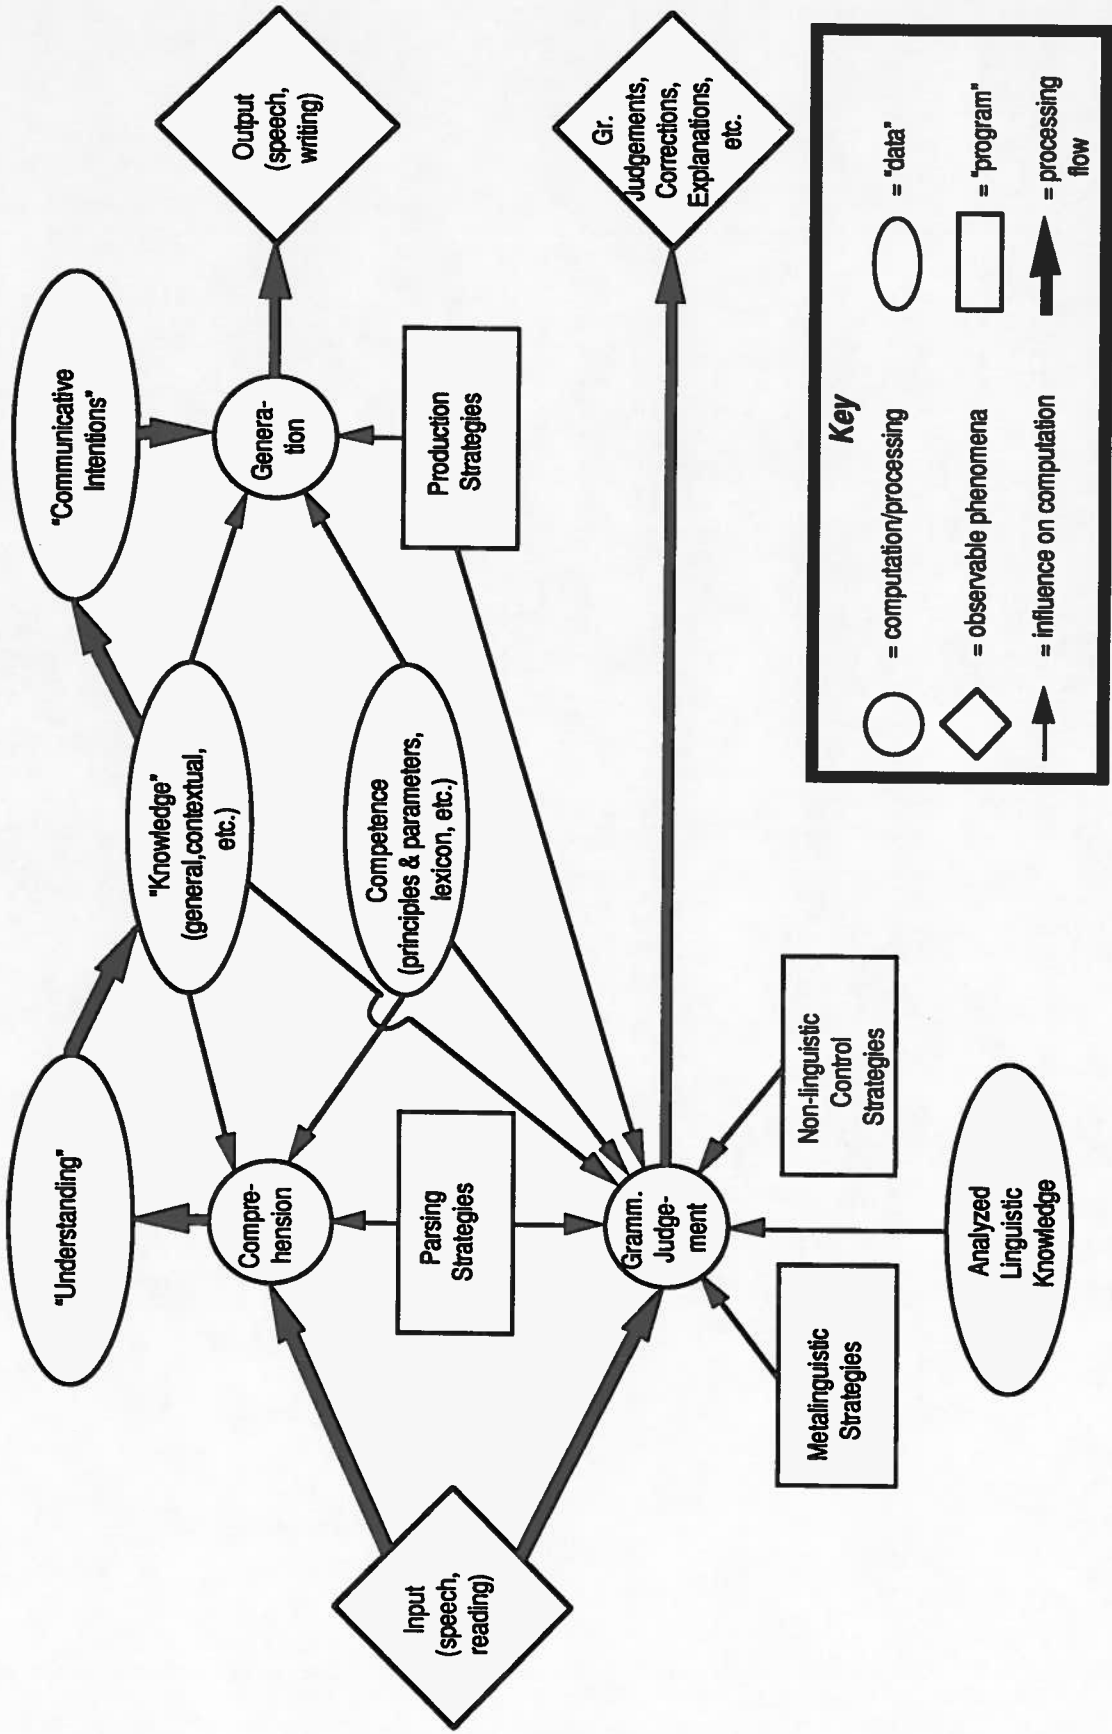 "Understanding"
"Communicative
Intentions"
"Knowledge"
(general,contextual,
etc.)
Output
(speech,
writing)
Compre-
hension
Genera-
tion
Input
(speech,
reading)
Parsing
Strategies
Competence
(principles & parameters,
lexicon, etc.)
Production
Strategies
Gramm.
Judge-
ment
Gr.
Judgements,
Corrections,
Explanations,
etc.
Metalinguistic
Strategies
Non-linguistic
Control
Strategies
Analyzed
Linguistic
Knowledge
Key
= computation/processing
= "data"
= observable phenomena
= "program"
= influence on computation
= processing
flow